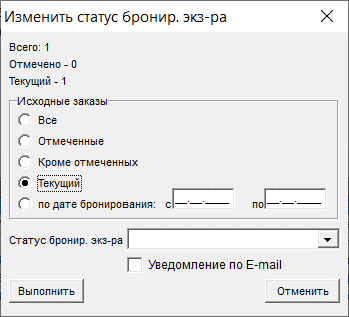 Изменить статус бронир. экз-ра
Всего: 1
Отмечено - 0
Текущий - 1
Исходные заказы
Все
Отмеченные
Кроме отмеченных
Текущий
по дате бронирования: с __.__.____ по __.__.____
Статус бронир. экз-ра
Уведомление по E-mail
Выполнить Отменить